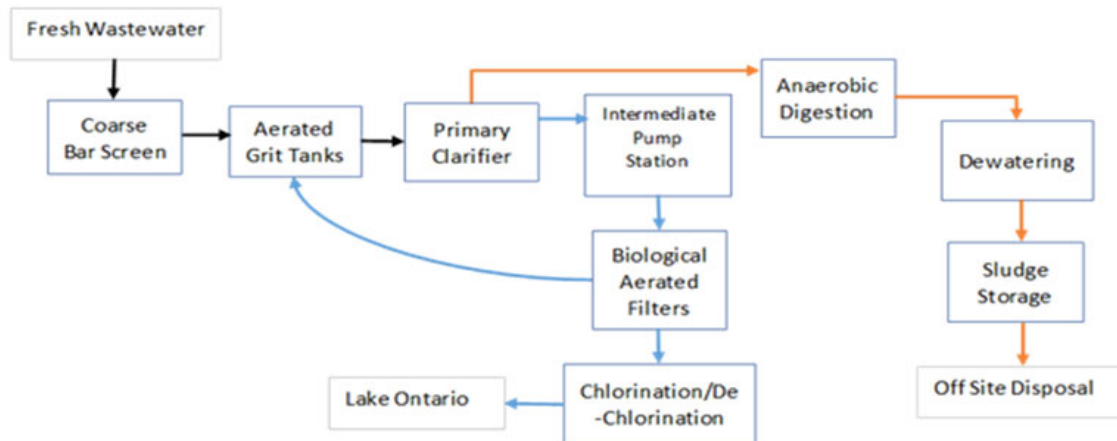 Fresh Wastewater
Coarse
Bar Screen
Aerated
Grit Tanks
Primary
Clarifier
Intermediate
Pump
Station
Anaerobic
Digestion
Dewatering
Biological
Aerated
Filters
Sludge
Storage
Lake Ontario
Chlorination/De
-Chlorination
Off Site Disposal